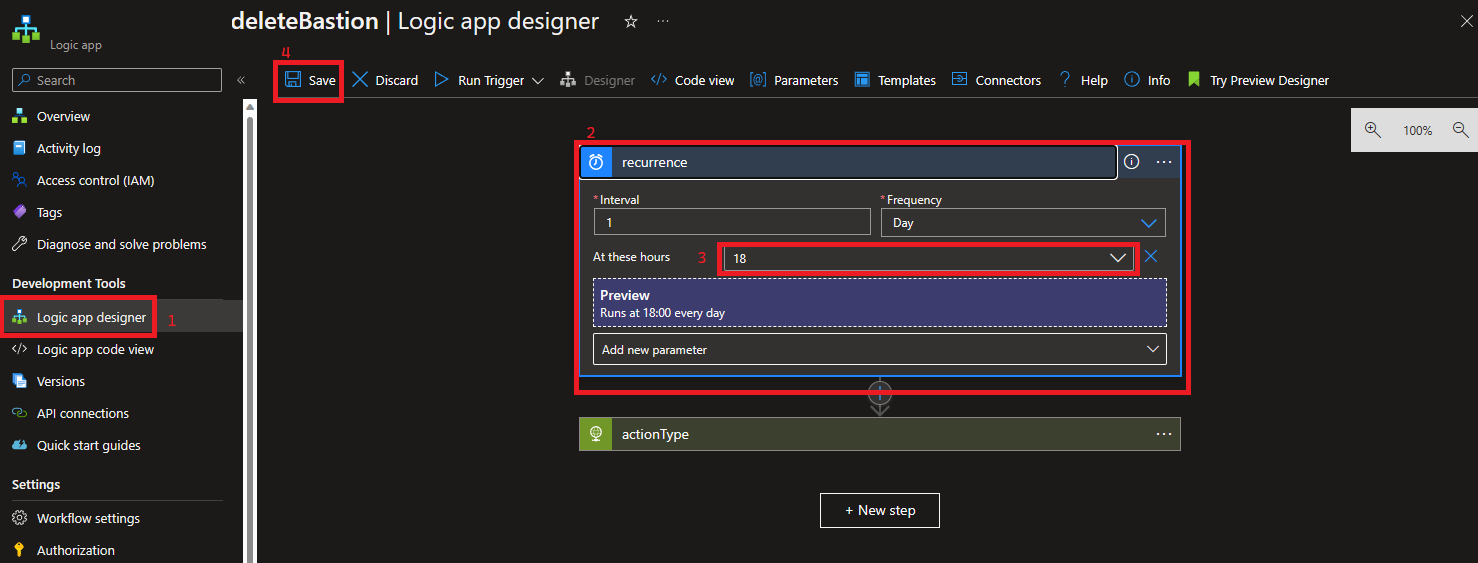 deleteBastion | Logic app designer
Logic app
4
Search
Save
Discard
Run Trigger
Designer
Code view
Parameters
Templates
Connectors
Help
Info
Try Preview Designer
Overview
Activity log
Access control (IAM)
Tags
Diagnose and solve problems
Development Tools
Logic app designer
1
Logic app code view
Versions
API connections
Quick start guides
Settings
Workflow settings
Authorization
100%
2
recurrence
*Interval
*Frequency
1
Day
At these hours
3
18
Preview
Runs at 18:00 every day
Add new parameter
actionType
+ New step